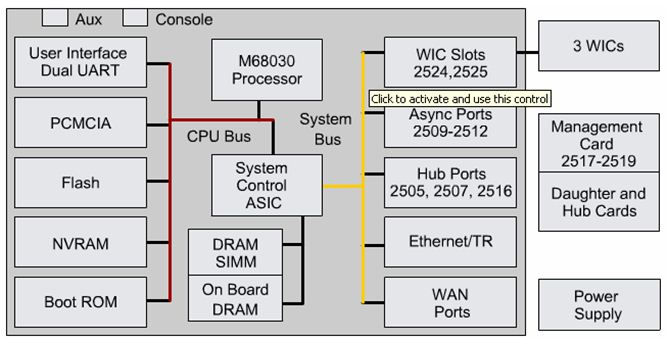 Aux
Console
User Interface
Dual UART
PCMCIA
Flash
NVRAM
Boot ROM
CPU Bus
M68030
Processor
System
Control
ASIC
DRAM
SIMM
On Board
DRAM
System
Bus
WIC Slots
2524,2525
Click to activate and use this control
Async Ports
2509-2512
Hub Ports
2505, 2507, 2516
Ethernet/TR
WAN
Ports
3 WICs
Management
Card
2517-2519
Daughter and
Hub Cards
Power
Supply